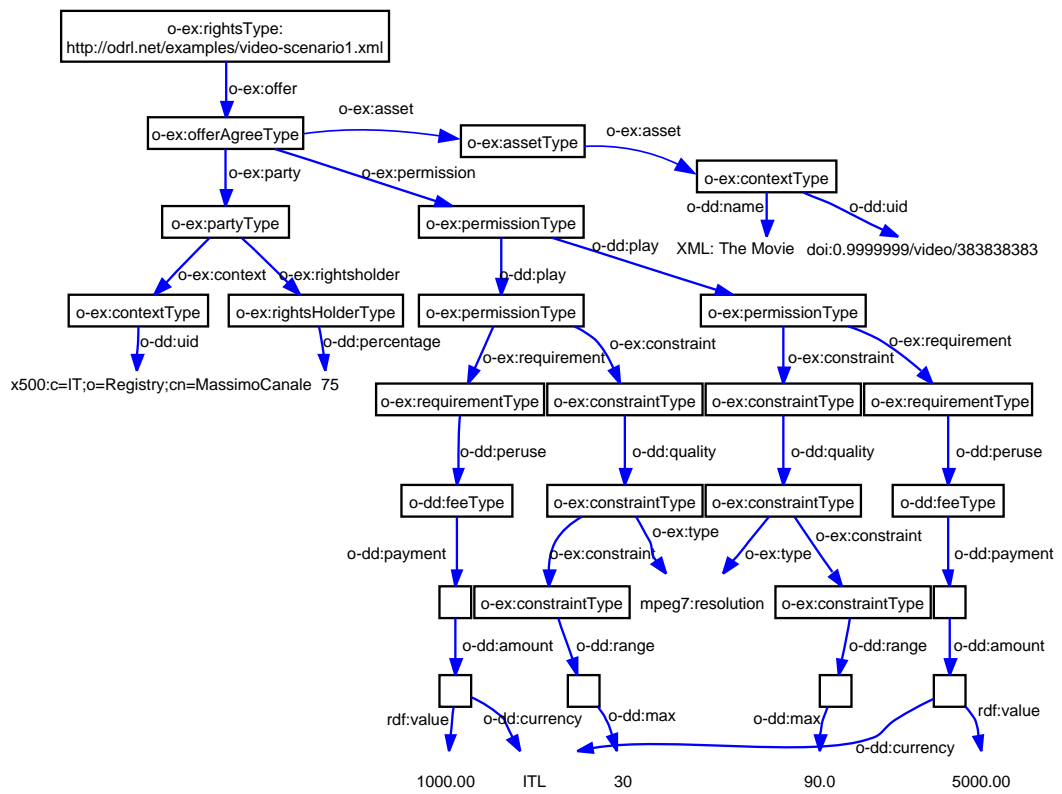 o-ex:rightsType:
http://odrl.net/examples/video-scenario1.xml
o-ex:offer
o-ex:asset
o-ex:offerAgreeType
o-ex:assetType
o-ex:asset
o-ex:party
o-ex:permission
o-ex:contextType
o-dd:name
o-dd:uid
o-ex:partyType
o-ex:permissionType
XML: The Movie
doi:0.9999999/video/383838383
o-ex:context
o-ex:rightsholder
o-dd:play
o-dd:play
o-ex:contextType
o-ex:rightsHolderType
o-ex:permissionType
o-ex:permissionType
o-dd:uid
o-dd:percentage
o-ex:requirement
o-ex:constraint
o-ex:constraint
o-ex:requirement
x500:c=IT;o=Registry;cn=MassimoCanale
75
o-ex:requirementType
o-ex:constraintType
o-ex:constraintType
o-ex:requirementType
o-dd:peruse
o-dd:quality
o-dd:quality
o-dd:peruse
o-dd:feeType
o-ex:constraintType
o-ex:constraintType
o-dd:feeType
o-dd:payment
o-ex:constraint
o-ex:type
o-ex:type
o-ex:constraint
o-dd:payment
o-ex:constraintType
mpeg7:resolution
o-ex:constraintType
o-dd:amount
o-dd:range
o-dd:range
o-dd:amount
rdf:value
o-dd:currency
o-dd:max
o-dd:max
o-dd:currency
rdf:value
1000.00
ITL
30
90.0
5000.00